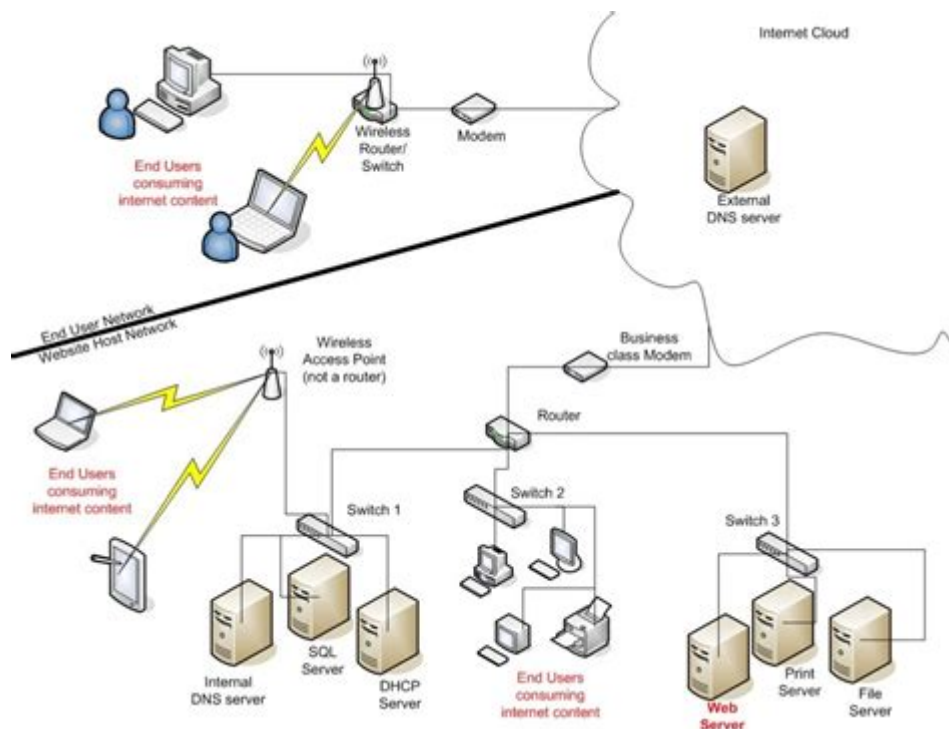 Internet Cloud
Wireless
Router/
Switch
Modem
End Users
consuming
internet content
External
DNS server
End User Network
Website Host Network
Wireless
Access Point
(not a router)
Business
class Modem
Router
End Users
consuming
internet content
Switch 1
Switch 2
Switch 3
Internal
DNS server
SQL
Server
DHCP
Server
End Users
consuming
internet content
Web
Server
Print
Server
File
Server